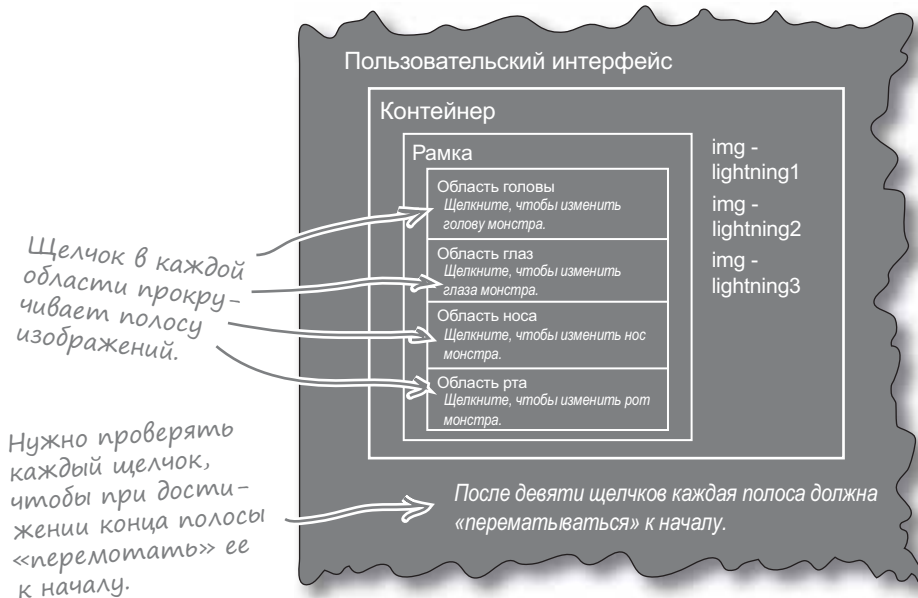 Пользовательский интерфейс
Контейнер
Рамка
Область головы
Щелкните, чтобы изменить
голову монстра.
Область глаз
Щелкните, чтобы изменить
глаза монстра.
Область носа
Щелкните, чтобы изменить нос
монстра.
Область рта
Щелкните, чтобы изменить рот
монстра.
img -
lightning1
img -
lightning2
img -
lightning3
Щелчок в каждой
области прокру-
чивает полосу
изображений.
Нужно проверять
каждый щелчок,
чтобы при дости-
жении конца полосы
«перемотать» ее
к началу.
После девяти щелчков каждая полоса должна
«перематываться» к началу.